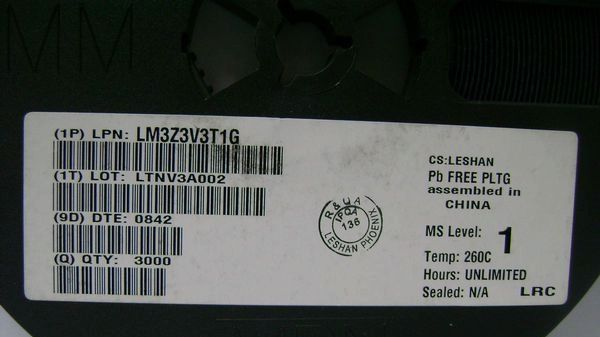 MM
(1P) LPN: LM3Z3V3T1G
(1T) LOT: LTNV3A002
(9D) DTE: 0842
(Q) QTY: 3000
R & QA
136
LESHAN PHOENIX
CS:LESHAN
Pb FREE PLTG
assembled in
CHINA
MS Level: 1
Temp: 260C
Hours: UNLIMITED
Sealed: N/A LRC